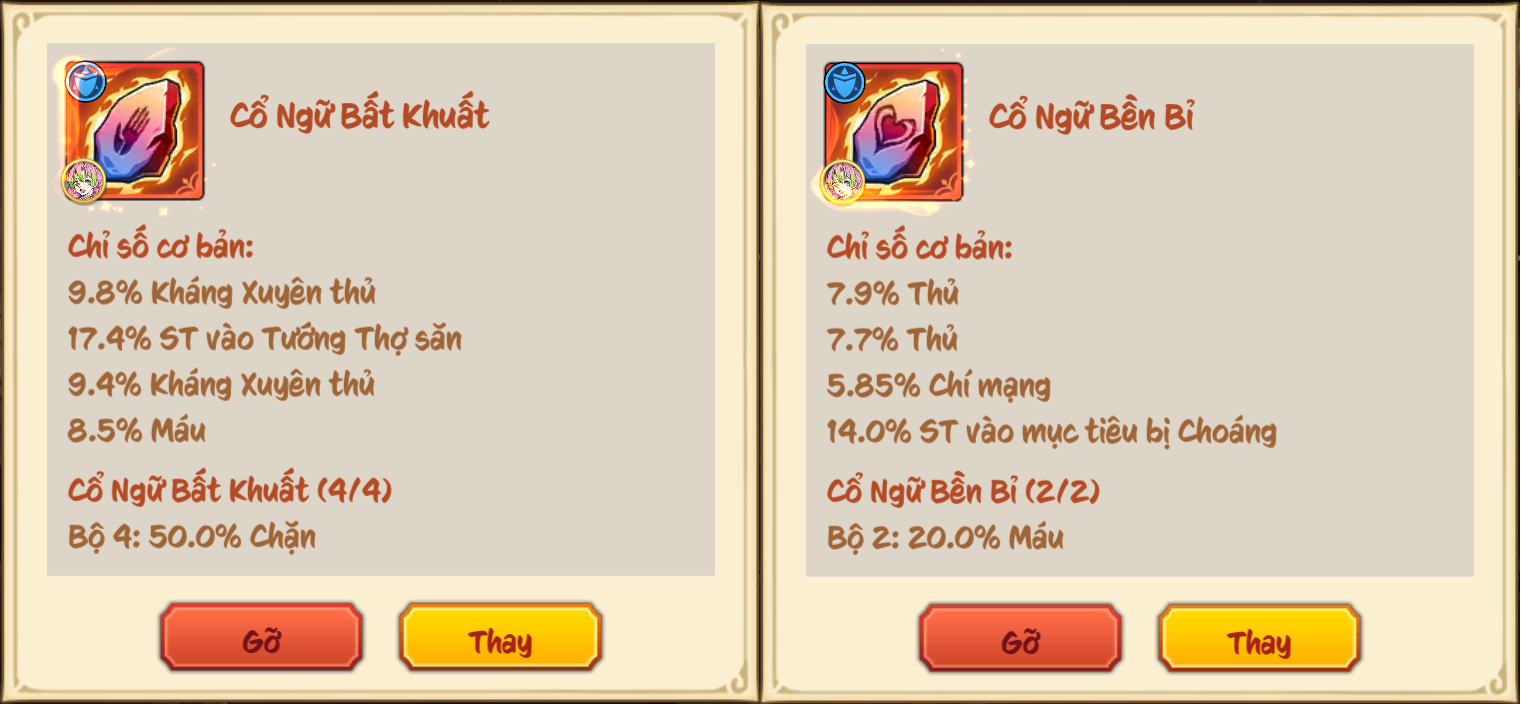 Cổ Ngữ Bất Khuất
Chỉ số cơ bản:
9.8% Kháng Xuyên thủ
17.4% ST vào Tướng Thợ săn
9.4% Kháng Xuyên thủ
8.5% Máu
Cổ Ngữ Bất Khuất (4/4)
Bộ 4: 50.0% Chặn
Gỡ
Thay
Cổ Ngữ Bền Bỉ
Chỉ số cơ bản:
7.9% Thủ
7.7% Thủ
5.85% Chí mạng
14.0% ST vào mục tiêu bị Choáng
Cổ Ngữ Bền Bỉ (2/2)
Bộ 2: 20.0% Máu
Gỡ
Thay